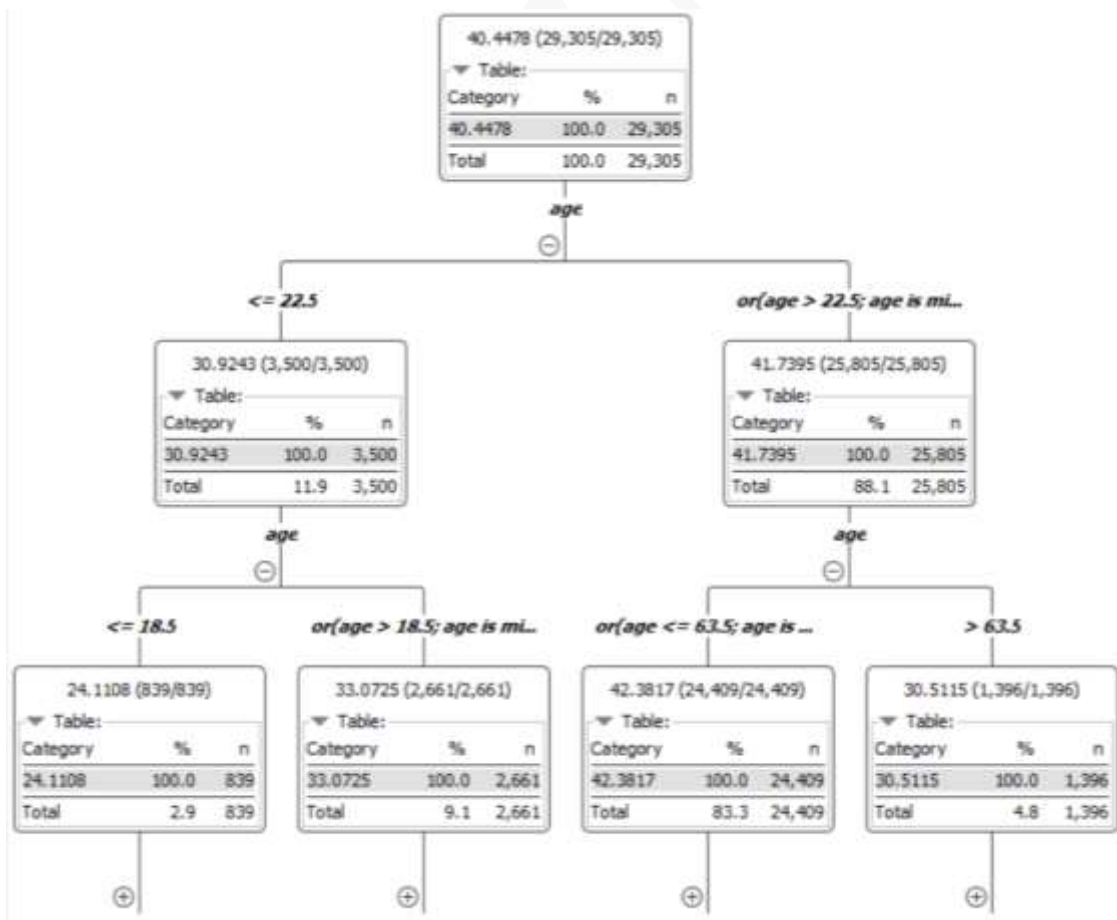 40.4478 (29,305/29,305)
Table:
Category % n
40.4478 100.0 29,305
Total 100.0 29,305
age
<= 22.5
or(age > 22.5; age is mi...
30.9243 (3,500/3,500)
Table:
Category % n
30.9243 100.0 3,500
Total 11.9 3,500
41.7395 (25,805/25,805)
Table:
Category % n
41.7395 100.0 25,805
Total 88.1 25,805
age
age
<= 18.5
or(age > 18.5; age is mi...
or(age <= 63.5; age is ...
> 63.5
24.1108 (839/839)
Table:
Category % n
24.1108 100.0 839
Total 2.9 839
33.0725 (2,661/2,661)
Table:
Category % n
33.0725 100.0 2,661
Total 9.1 2,661
42.3817 (24,409/24,409)
Table:
Category % n
42.3817 100.0 24,409
Total 83.3 24,409
30.5115 (1,396/1,396)
Table:
Category % n
30.5115 100.0 1,396
Total 4.8 1,396